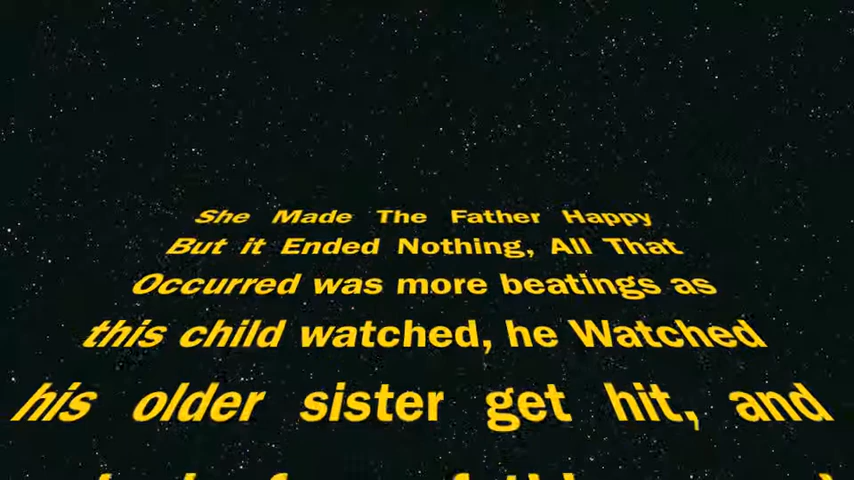 She Made The Father Happy
But it Ended Nothing, All That
Occurred was more beatings as
this child watched, he Watched
his older sister get hit, and